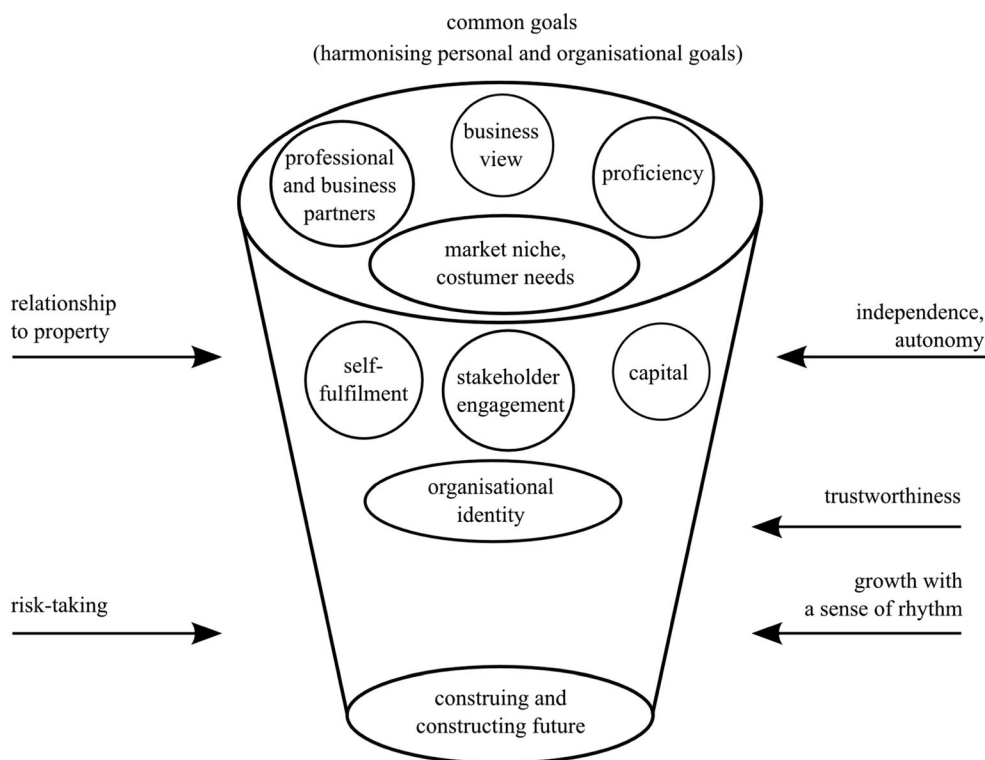 common goals
(harmonising personal and organisational goals)
business
view
professional
and business
partners
proficiency
market niche,
costumer needs
relationship
to property
independence,
autonomy
self-
fulfilment
stakeholder
engagement
capital
organisational
identity
trustworthiness
risk-taking
growth with
a sense of rhythm
construing and
constructing future